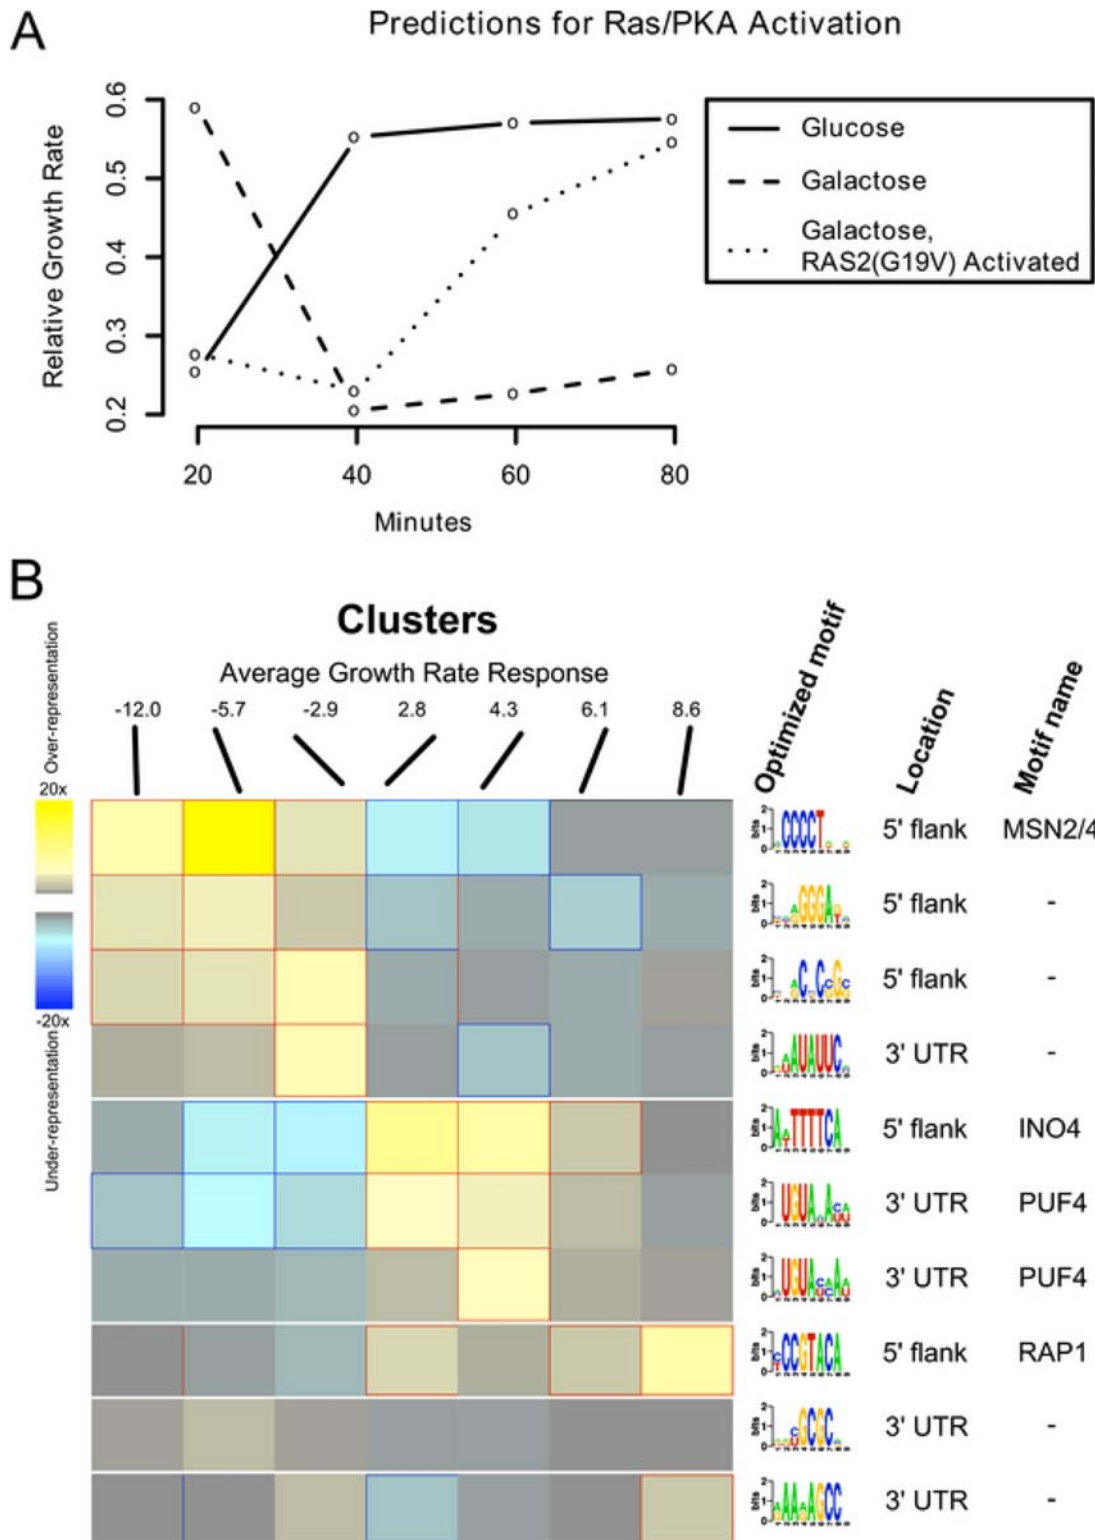 A
Predictions for Ras/PKA Activation
Relative Growth Rate
0.6
0.5
0.4
0.3
0.2
20 40 60 80
Minutes
Glucose
Galactose
Galactose,
RAS2(G19V) Activated
B
Clusters
Average Growth Rate Response
-12.0 -5.7 -2.9 2.8 4.3 6.1 8.6
Optimized motif
Location
Motif name
Over-representation
20x
-20x
Under-representation
5' flank MSN2/4
5' flank -
5' flank -
3' UTR -
5' flank INO4
3' UTR PUF4
3' UTR PUF4
5' flank RAP1
3' UTR -
3' UTR -